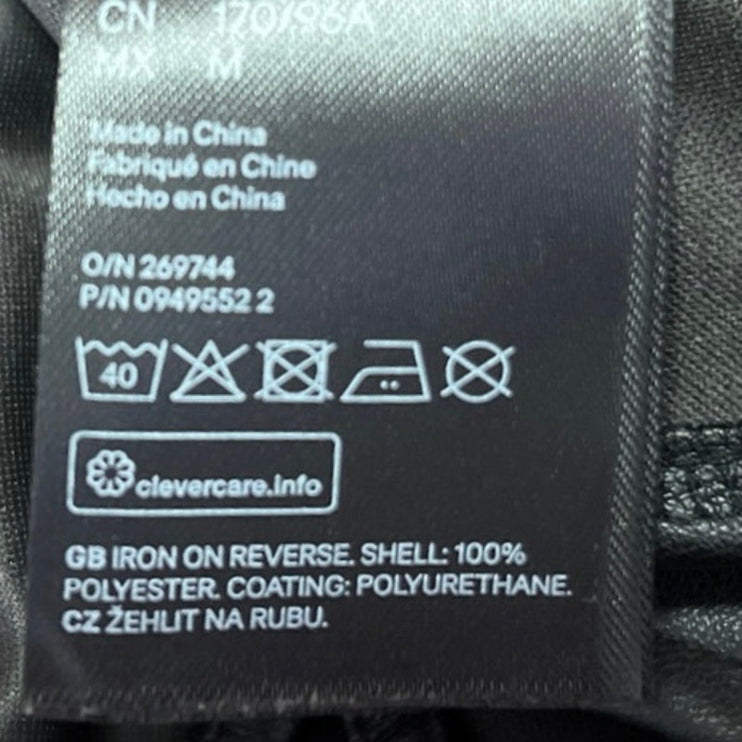 CN 170/96A
MX M
Made in China
Fabriqué en Chine
Hecho en China
O/N 269744
P/N 0949552 2
40
clevercare.info
GB IRON ON REVERSE. SHELL: 100%
POLYESTER. COATING: POLYURETHANE.
CZ ŽEHLIT NA RUBU.